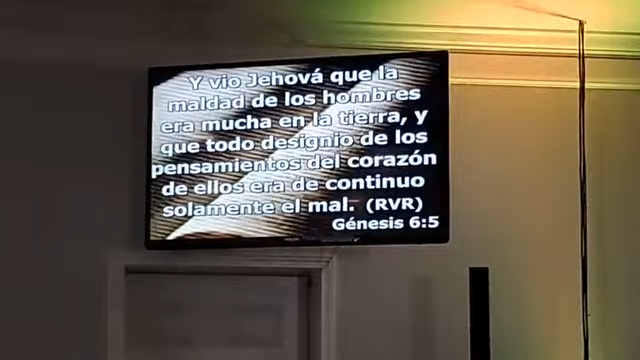 Y vio Jehová que la
maldad de los hombres
era mucha en la tierra, y
que todo designio de los
pensamientos del corazón
de ellos era de continuo
solamente el mal. (RVR)
Génesis 6:5